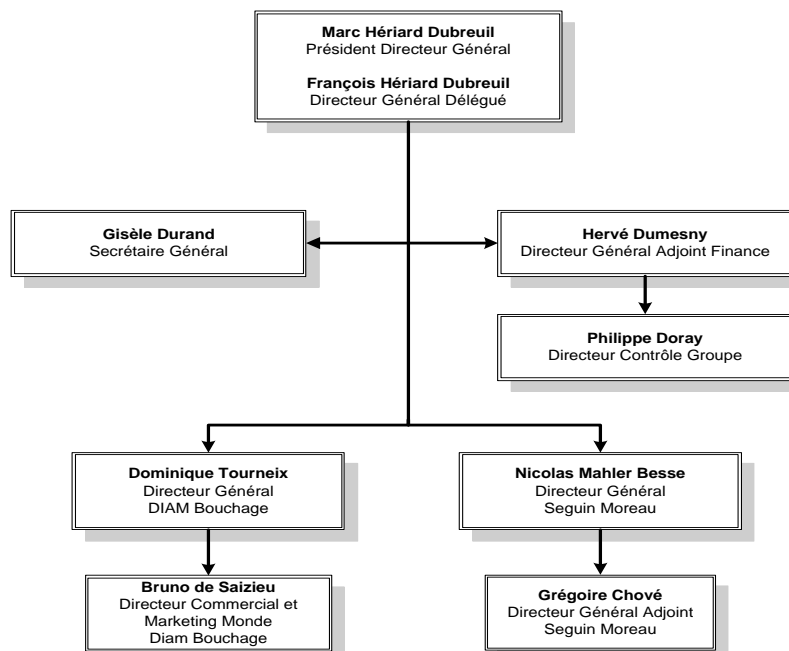 Marc Hériard Dubreuil
Président Directeur Général
François Hériard Dubreuil
Directeur Général Délégué
Gisèle Durand
Secrétaire Général
Hervé Dumesny
Directeur Général Adjoint Finance
Philippe Doray
Directeur Contrôle Groupe
Dominique Tourneix
Directeur Général
DIAM Bouchage
Nicolas Mahler Besse
Directeur Général
Seguin Moreau
Bruno de Saizieu
Directeur Commercial et
Marketing Monde
Diam Bouchage
Grégoire Chové
Directeur Général Adjoint
Seguin Moreau